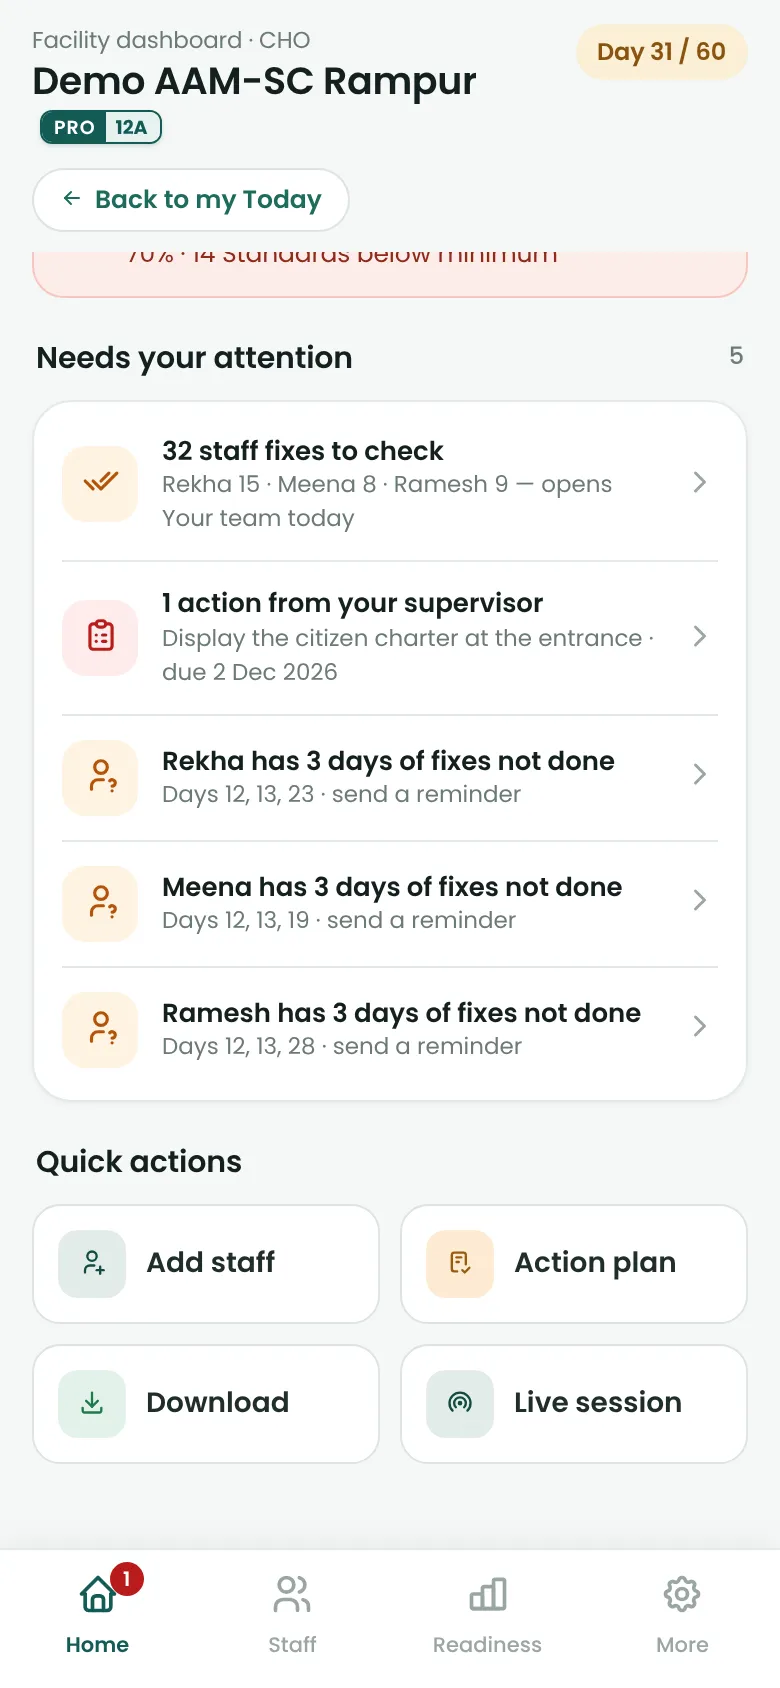 Facility dashboard · CHO
Demo AAM-SC Rampur
Day 31 / 60
PRO 12A
← Back to my Today
70% · 14 Standards below minimum
Needs your attention
5
32 staff fixes to check
Rekha 15 · Meena 8 · Ramesh 9 — opens
Your team today
1 action from your supervisor
Display the citizen charter at the entrance ·
due 2 Dec 2026
Rekha has 3 days of fixes not done
Days 12, 13, 23 · send a reminder
Meena has 3 days of fixes not done
Days 12, 13, 19 · send a reminder
Ramesh has 3 days of fixes not done
Days 12, 13, 28 · send a reminder
Quick actions
Add staff
Action plan
Download
Live session
1
Home
Staff
Readiness
More